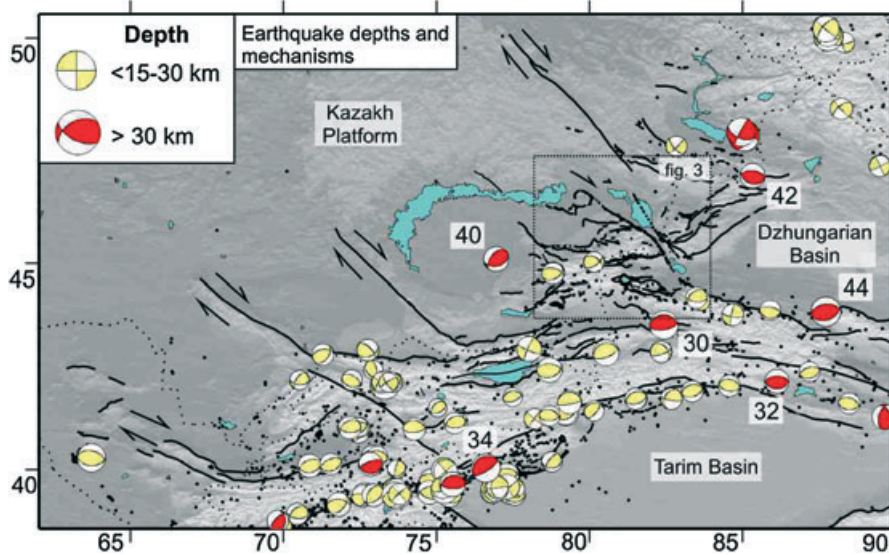 50
Depth
<15-30 km
> 30 km
Earthquake depths and
mechanisms
Kazakh
Platform
fig. 3
42
40
45
Dzhungarian
Basin
44
30
32
34
40
Tarim Basin
65
70
75
80
85
90